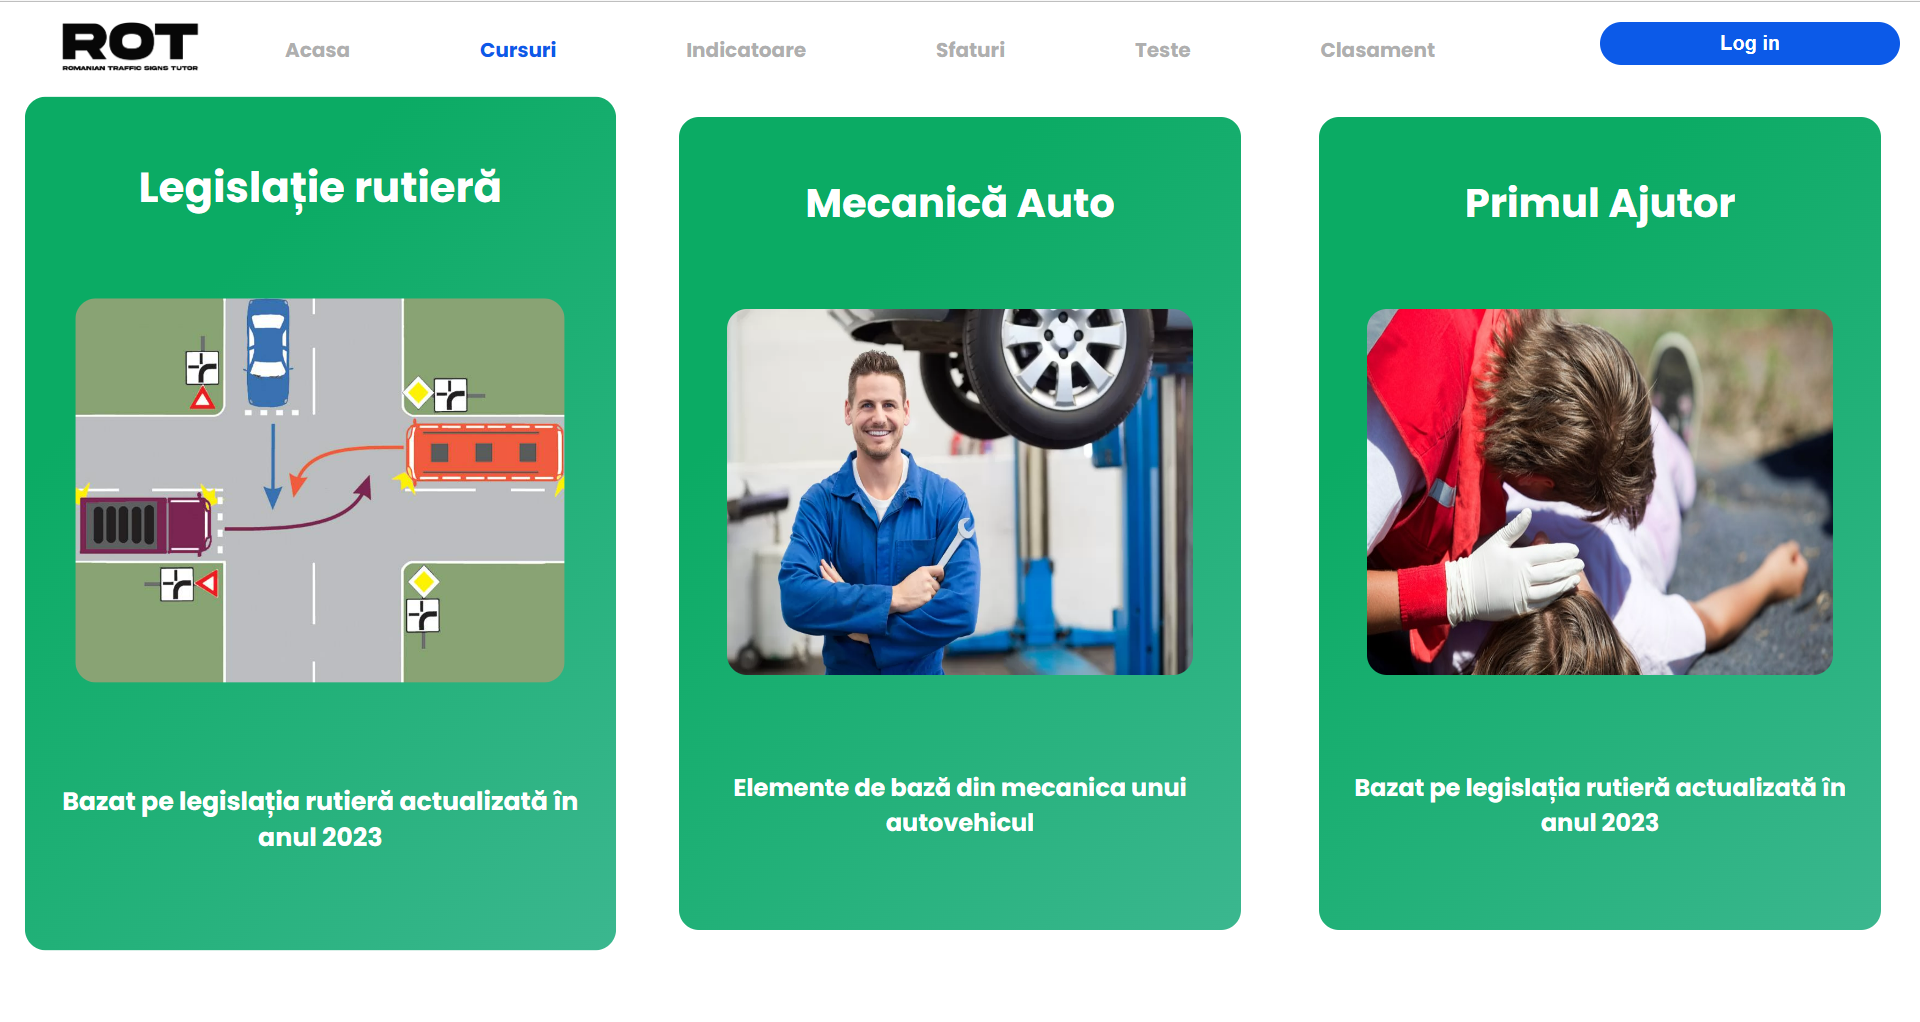 ROT
ROMANIAN TRAFFIC SIGNS TUTOR
Acasa
Cursuri
Indicatoare
Sfaturi
Teste
Clasament
Log in
Legislație rutieră
Bazat pe legislația rutieră actualizată în
anul 2023
Mecanică Auto
Elemente de bază din mecanica unui
autovehicul
Primul Ajutor
Bazat pe legislația rutieră actualizată în
anul 2023